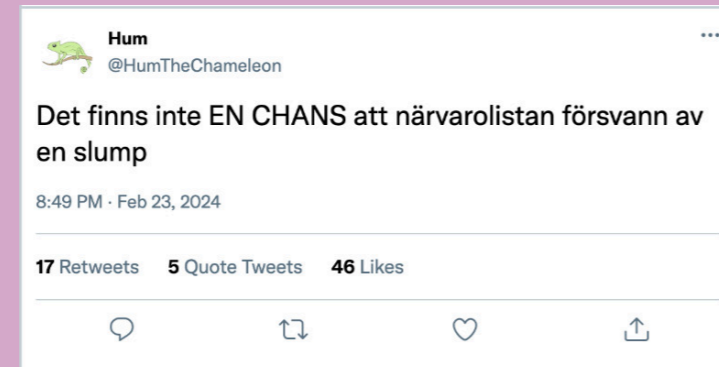 Hum
@HumTheChameleon
Det finns inte EN CHANS att närvarolistan försvann av
en slump
8:49 PM · Feb 23, 2024
17 Retweets 5 Quote Tweets 46 Likes